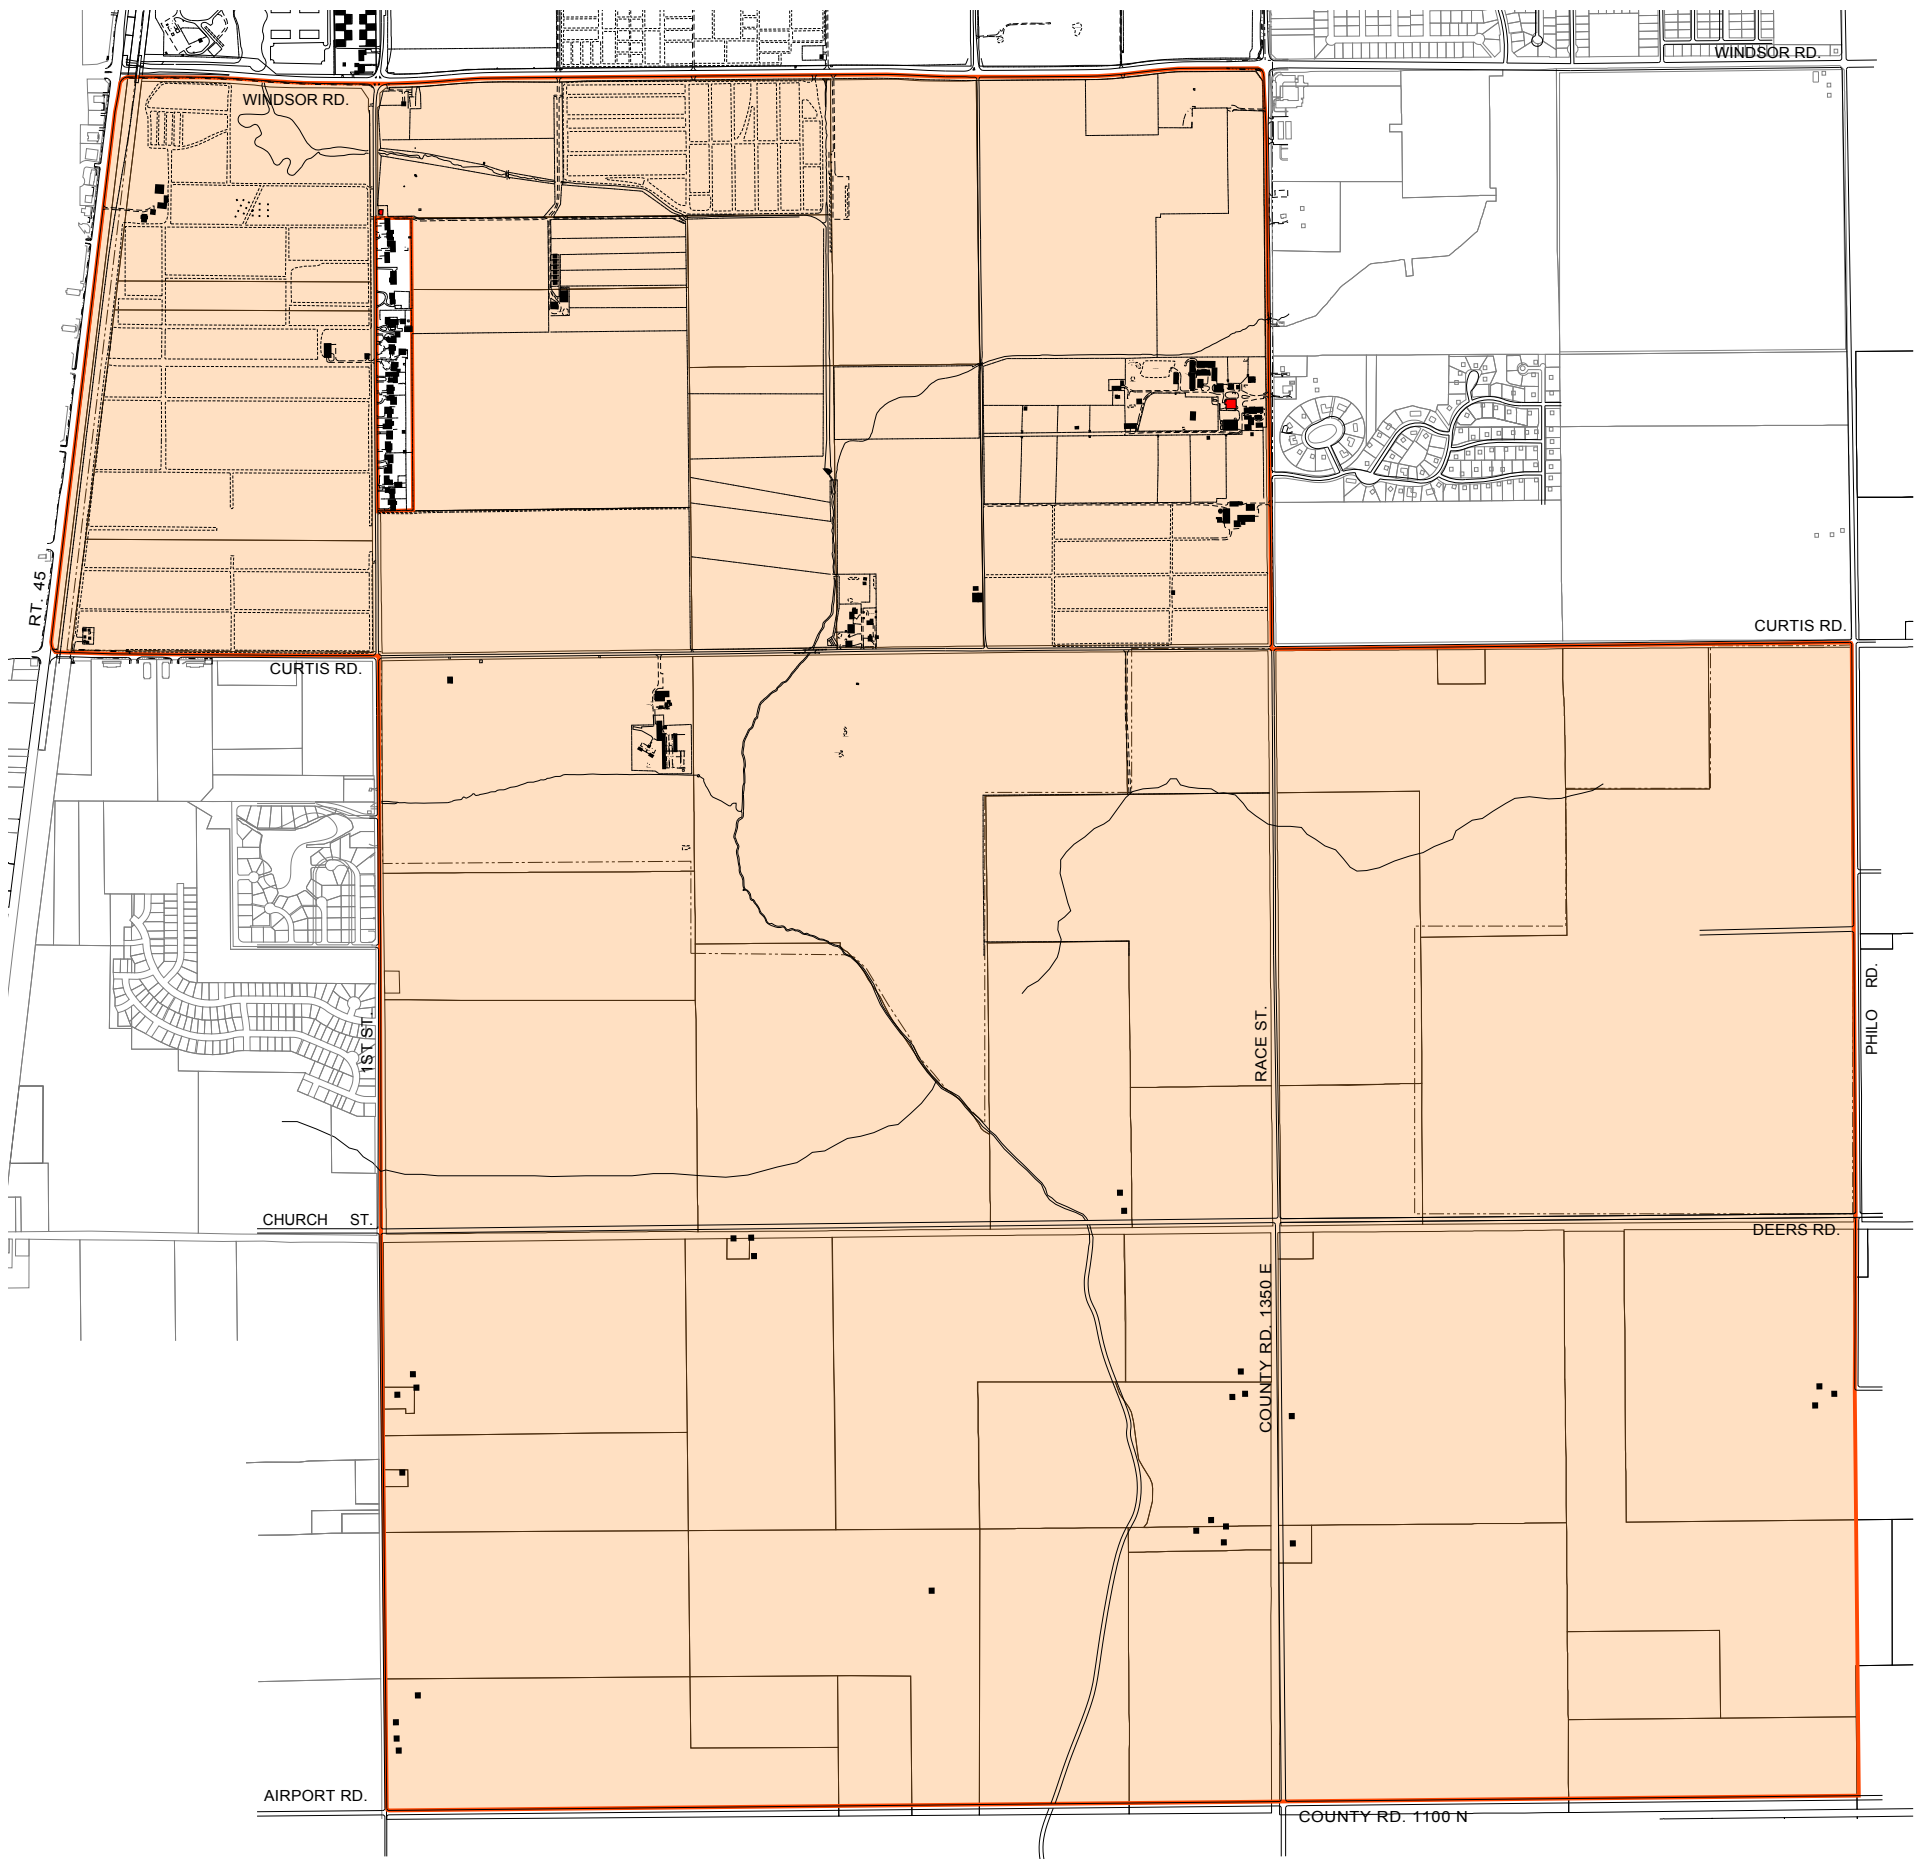 WINDSOR RD.
WINDSOR RD.
RT. 45
CURTIS RD.
CURTIS RD.
1ST ST.
RACE ST.
PHILO RD.
CHURCH ST.
DEERS RD.
COUNTY RD. 1350 E
AIRPORT RD.
COUNTY RD. 1100 N